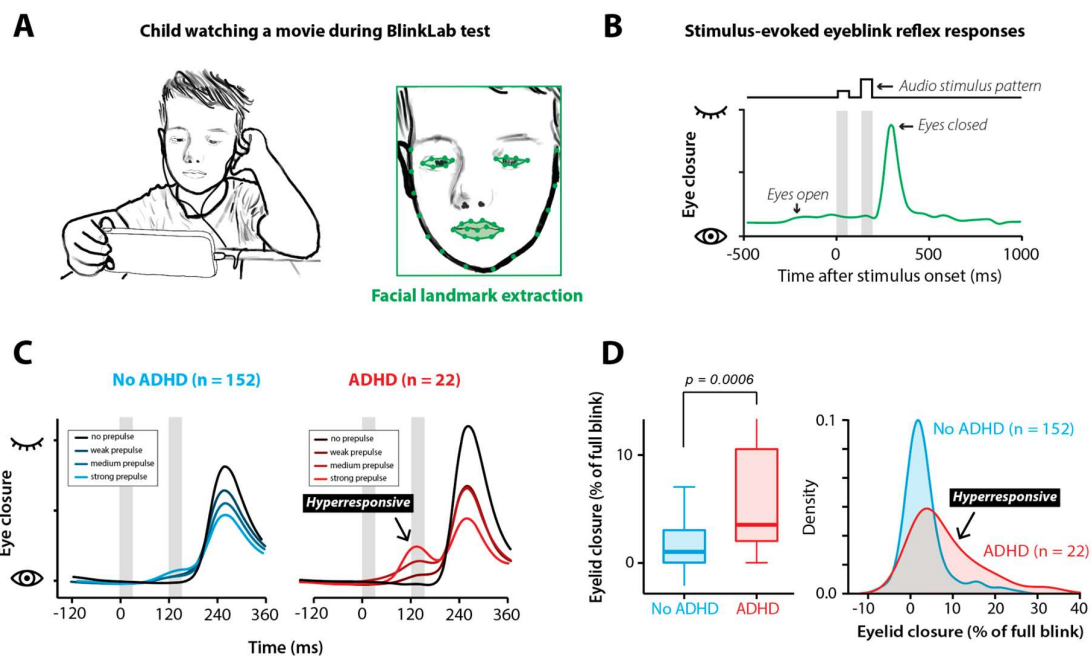 A
Child watching a movie during BlinkLab test
Facial landmark extraction
B
Stimulus-evoked eyeblink reflex responses
Audio stimulus pattern
Eyes closed
Eyes open
Eye closure
-500 0 500 1000
Time after stimulus onset (ms)
C
No ADHD (n = 152)
no prepulse
weak prepulse
medium prepulse
strong prepulse
Eye closure
-120 0 120 240 360
ADHD (n = 22)
no prepulse
weak prepulse
medium prepulse
strong prepulse
Hyperresponsive
-120 0 120 240 360
Time (ms)
D
p = 0.0006
Eyelid closure (% of full blink)
10
0
No ADHD ADHD
0.1
Density
0.0
No ADHD (n = 152)
Hyperresponsive
ADHD (n = 22)
-10 0 10 20 30 40
Eyelid closure (% of full blink)